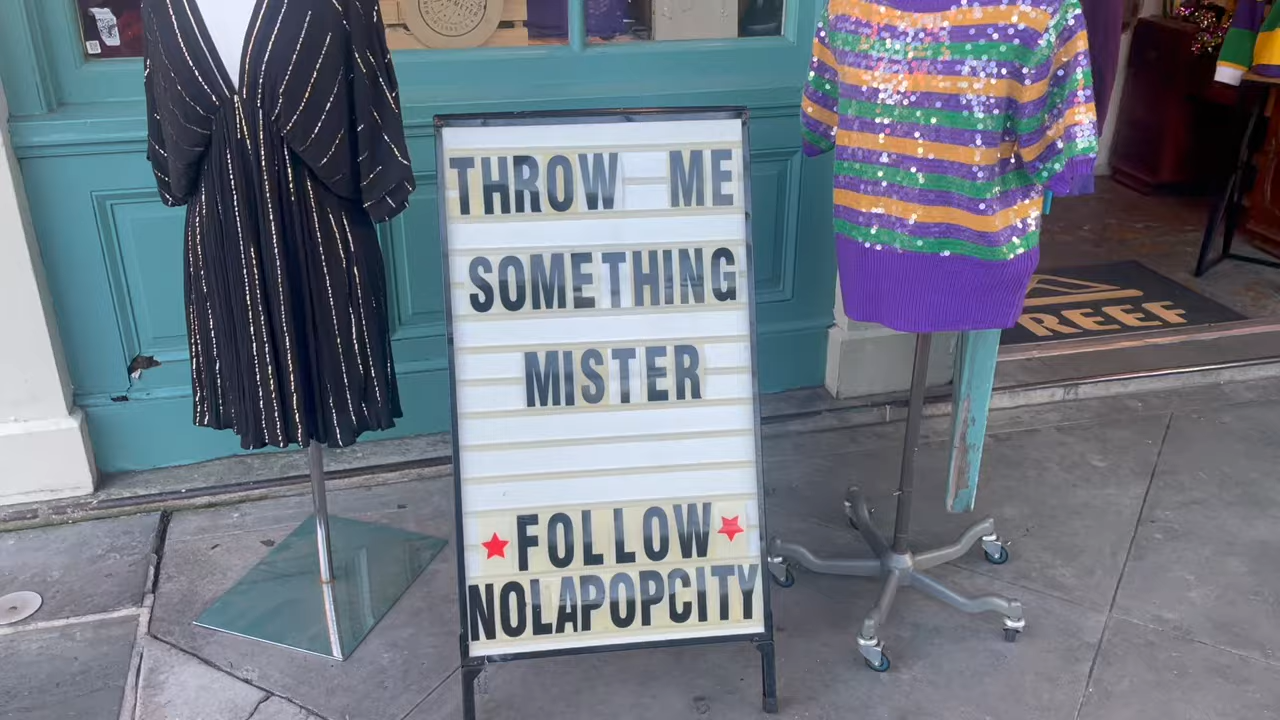 THROW ME
SOMETHING
MISTER
FOLLOW
NOLAPOPCITY
REEF